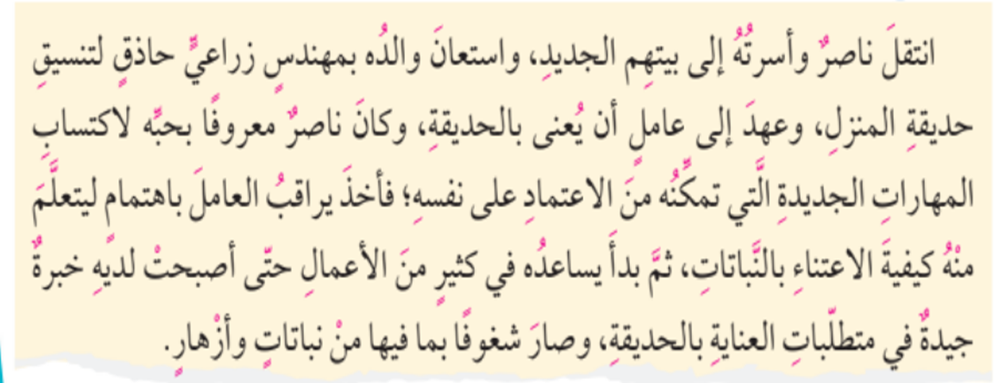 انتقلَ ناصرٌ وأسرتُهُ إلى بيتهِم الجديدِ، واستعانَ والدُه بمهندسٍ زراعيٍّ حاذقٍ لتنسيقِ
حديقةِ المنزلِ، وعهدَ إلى عاملٍ أن يُعنى بالحديقةِ، وكانَ ناصرٌ معروفًا بحبِّه لاكتسابِ
المهاراتِ الجديدةِ الَّتي تمكّنُه منَ الاعتمادِ على نفسهِ؛ فأخذَ يراقبُ العاملَ باهتمام ليتعلَّمَ
منْهُ كيفيةَ الاعتناءِ بالنَّباتاتِ، ثمَّ بدأَ يساعدُه في كثيرٍ منَ الأعمالِ حتّى أصبحتْ لديهِ خبرةٌ
جيدةٌ في متطلّباتِ العنايةِ بالحديقةِ، وصارَ شغوفًا بما فيها منْ نباتاتٍ وأزْهارٍ.